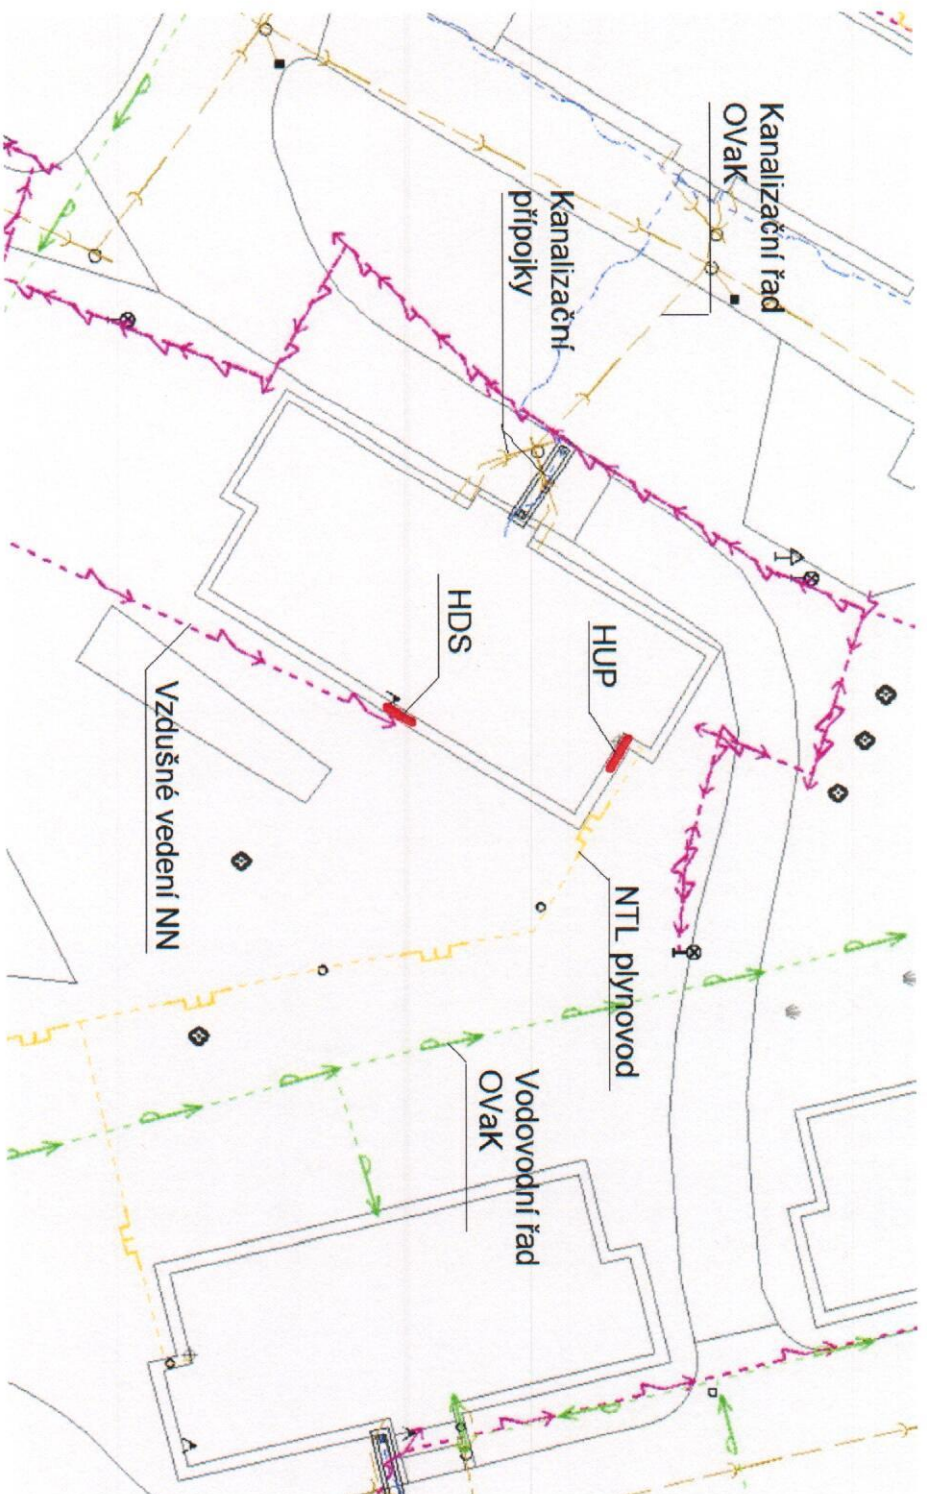 Kanalizační řad
OVaK
Kanalizační
přípojky
HUP
HDS
NTL plynovod
Vzdušné vedení NN
Vodovodní řad
OVaK